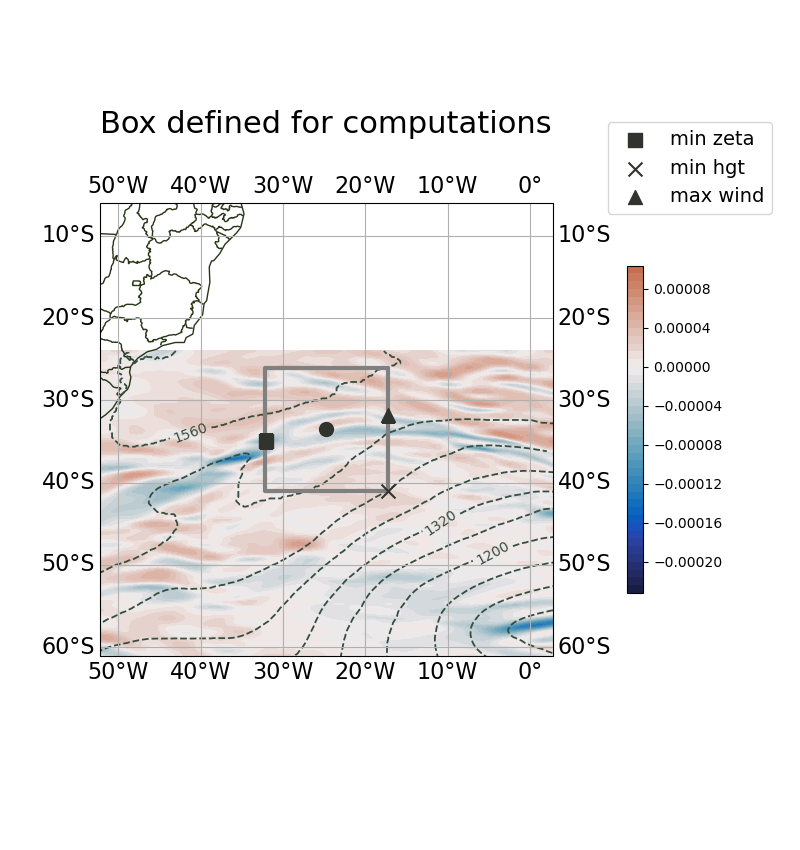 Box defined for computations
min zeta
min hgt
max wind
50°W 40°W 30°W 20°W 10°W 0°
10°S 10°S
20°S 20°S
30°S 30°S
40°S 40°S
50°S 50°S
60°S 60°S
50°W 40°W 30°W 20°W 10°W 0°
1560
1320
1200
0.00008
0.00004
0.00000
−0.00004
−0.00008
−0.00012
−0.00016
−0.00020